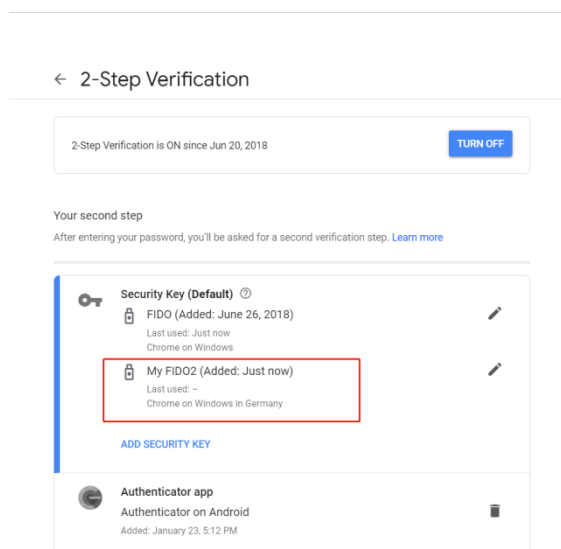 2-Step Verification
2-Step Verification is ON since Jun 20, 2018
TURN OFF
Your second step
After entering your password, you'll be asked for a second verification step. Learn more
Security Key (Default)
FIDO (Added: June 26, 2018)
Last used: Just now
Chrome on Windows
My FIDO2 (Added: Just now)
Last used: –
Chrome on Windows in Germany
ADD SECURITY KEY
Authenticator app
Authenticator on Android
Added: January 23, 5:12 PM